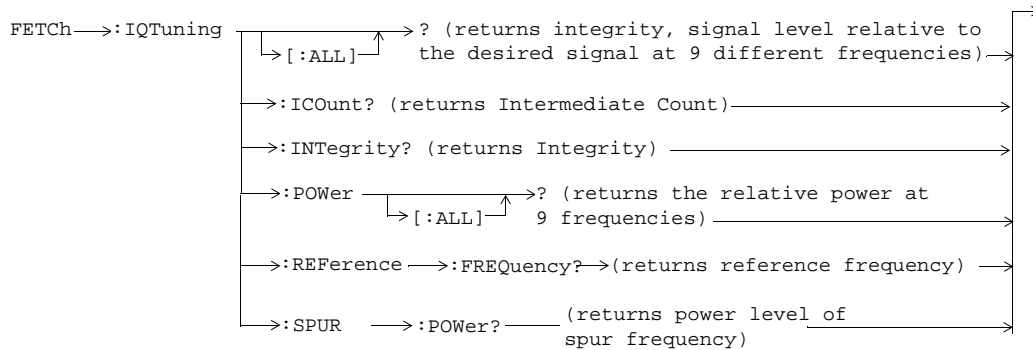 FETCh :IQTuning ? (returns integrity, signal level relative to
[:ALL] the desired signal at 9 different frequencies)
:ICOunt? (returns Intermediate Count)
:INTegrity? (returns Integrity)
:POWer ? (returns the relative power at
[:ALL] 9 frequencies)
:REFerence :FREQuency? (returns reference frequency)
:SPUR :POWer? (returns power level of
spur frequency)